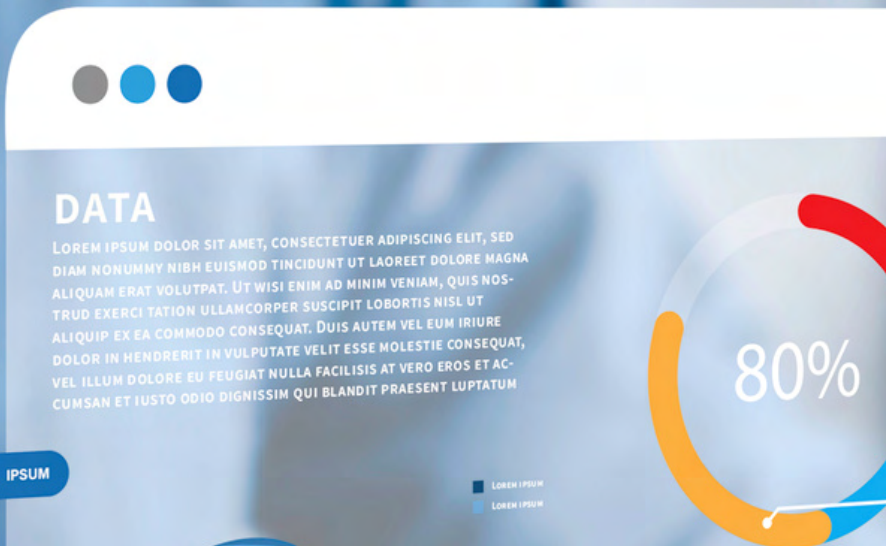 DATA
LOREM IPSUM DOLOR SIT AMET, CONSECTETUER ADIPISCING ELIT, SED
DIAM NONUMMY NIBH EUISMOD TINCIDUNT UT LAOREET DOLORE MAGNA
ALIQUAM ERAT VOLUTPAT. UT WISI ENIM AD MINIM VENIAM, QUIS NOS-
TRUD EXERCI TATION ULLAMCORPER SUSCIPIT LOBORTIS NISL UT
ALIQUIP EX EA COMMODO CONSEQUAT. DUIS AUTEM VEL EUM IRIURE
DOLOR IN HENDRERIT IN VULPUTATE VELIT ESSE MOLESTIE CONSEQUAT,
VEL ILLUM DOLORE EU FEUGIAT NULLA FACILISIS AT VERO EROS ET AC-
CUMSAN ET IUSTO ODIO DIGNISSIM QUI BLANDIT PRAESENT LUPTATUM
80%
IPSUM
LOREM IPSUM
LOREM IPSUM